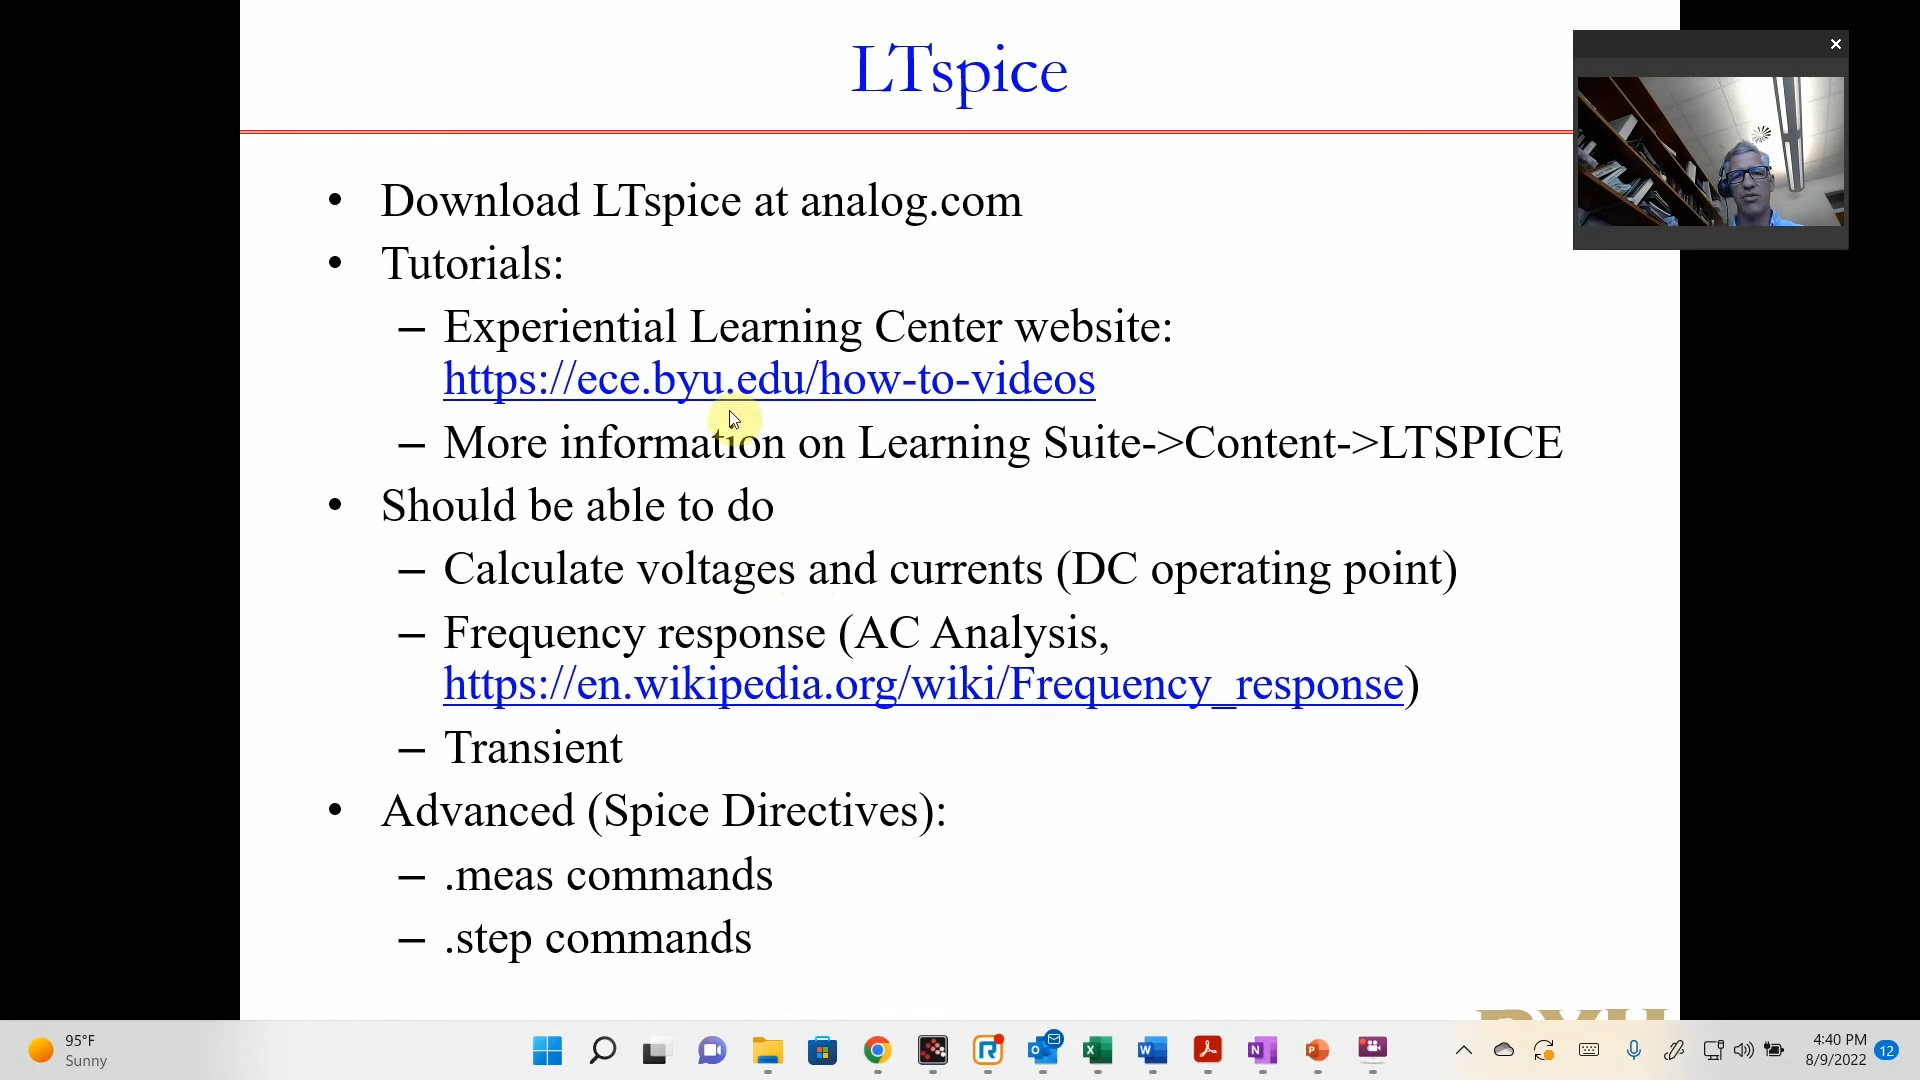 LTspice
• Download LTspice at analog.com
• Tutorials:
– Experiential Learning Center website:
https://ece.byu.edu/how-to-videos
– More information on Learning Suite->Content->LTSPICE
• Should be able to do
– Calculate voltages and currents (DC operating point)
– Frequency response (AC Analysis,
https://en.wikipedia.org/wiki/Frequency_response)
– Transient
• Advanced (Spice Directives):
– .meas commands
– .step commands
95°F
Sunny
4:40 PM
8/9/2022
12